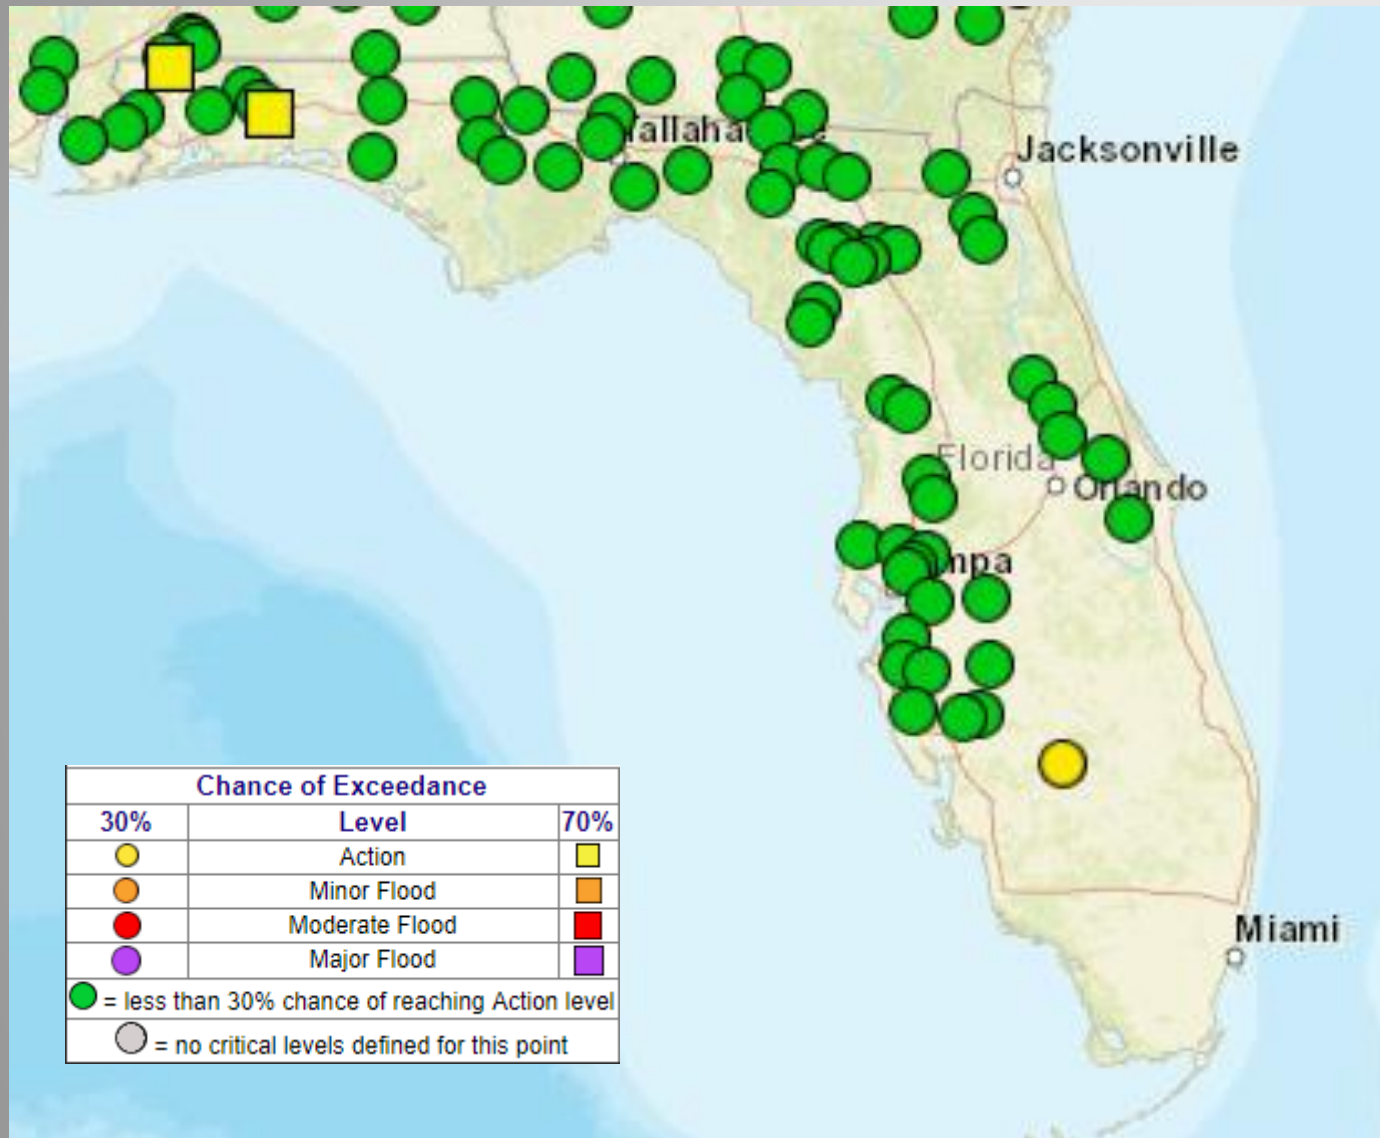 Jacksonville
Florida
Orlando
Miami
Chance of Exceedance
30% Level 70%
Action
Minor Flood
Moderate Flood
Major Flood
= less than 30% chance of reaching Action level
= no critical levels defined for this point